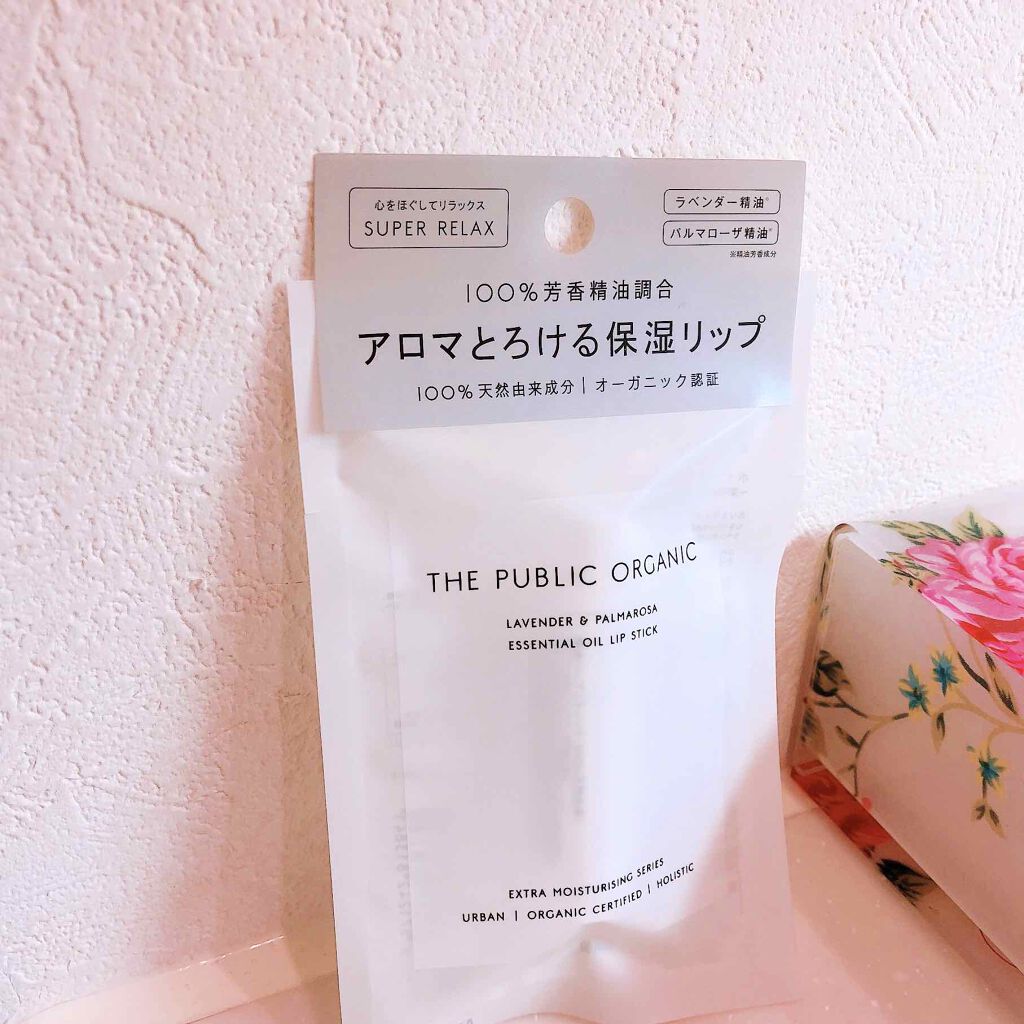 心をほぐしてリラックス
SUPER RELAX
ラベンダー精油※
パルマローザ精油※
※精油芳香成分
100%芳香精油調合
アロマとろける保湿リップ
100%天然由来成分|オーガニック認証
THE PUBLIC ORGANIC
LAVENDER & PALMAROSA
ESSENTIAL OIL LIP STICK
EXTRA MOISTURISING SERIES
URBAN | ORGANIC CERTIFIED | HOLISTIC